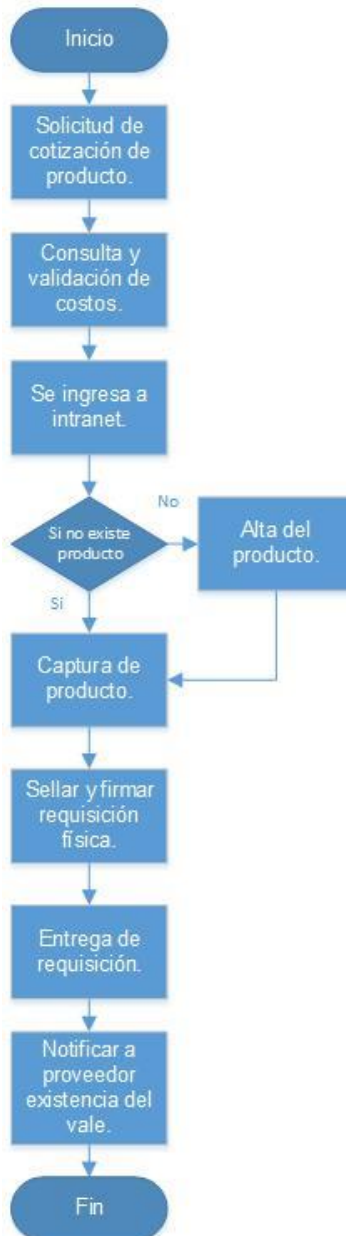 Inicio
Solicitud de
cotización de
producto.
Consulta y
validación de
costos.
Se ingresa a
intranet.
Si no existe
producto
No
Alta del
producto.
Sí
Captura de
producto.
Sellar y firmar
requisición
física.
Entrega de
requisición.
Notificar a
proveedor
existencia del
vale.
Fin